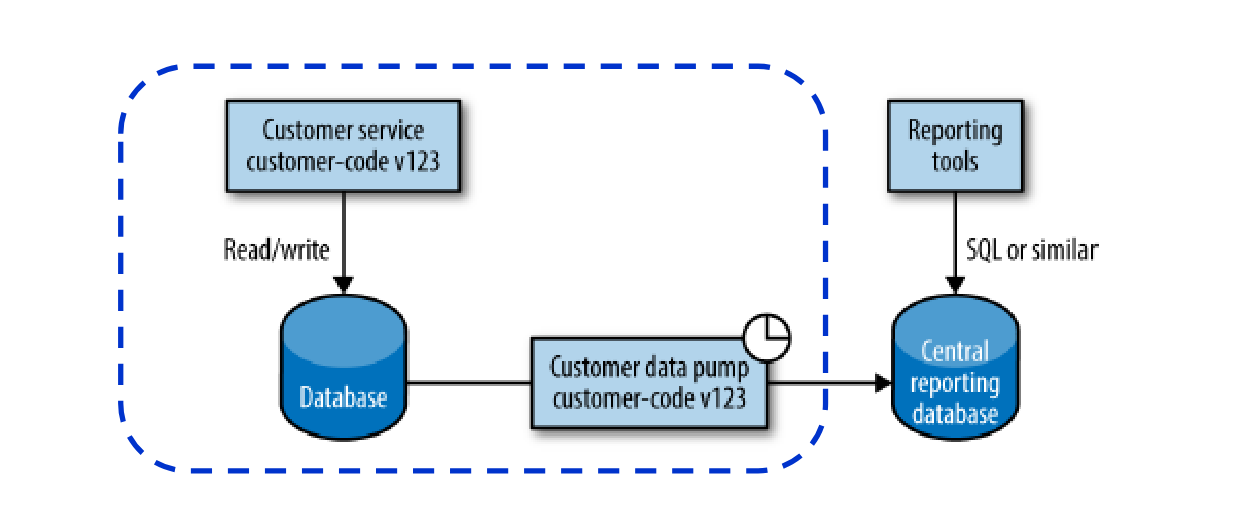 Customer service
customer-code v123
Reporting
tools
Read/write
SQL or similar
Database
Customer data pump
customer-code v123
Central
reporting
database